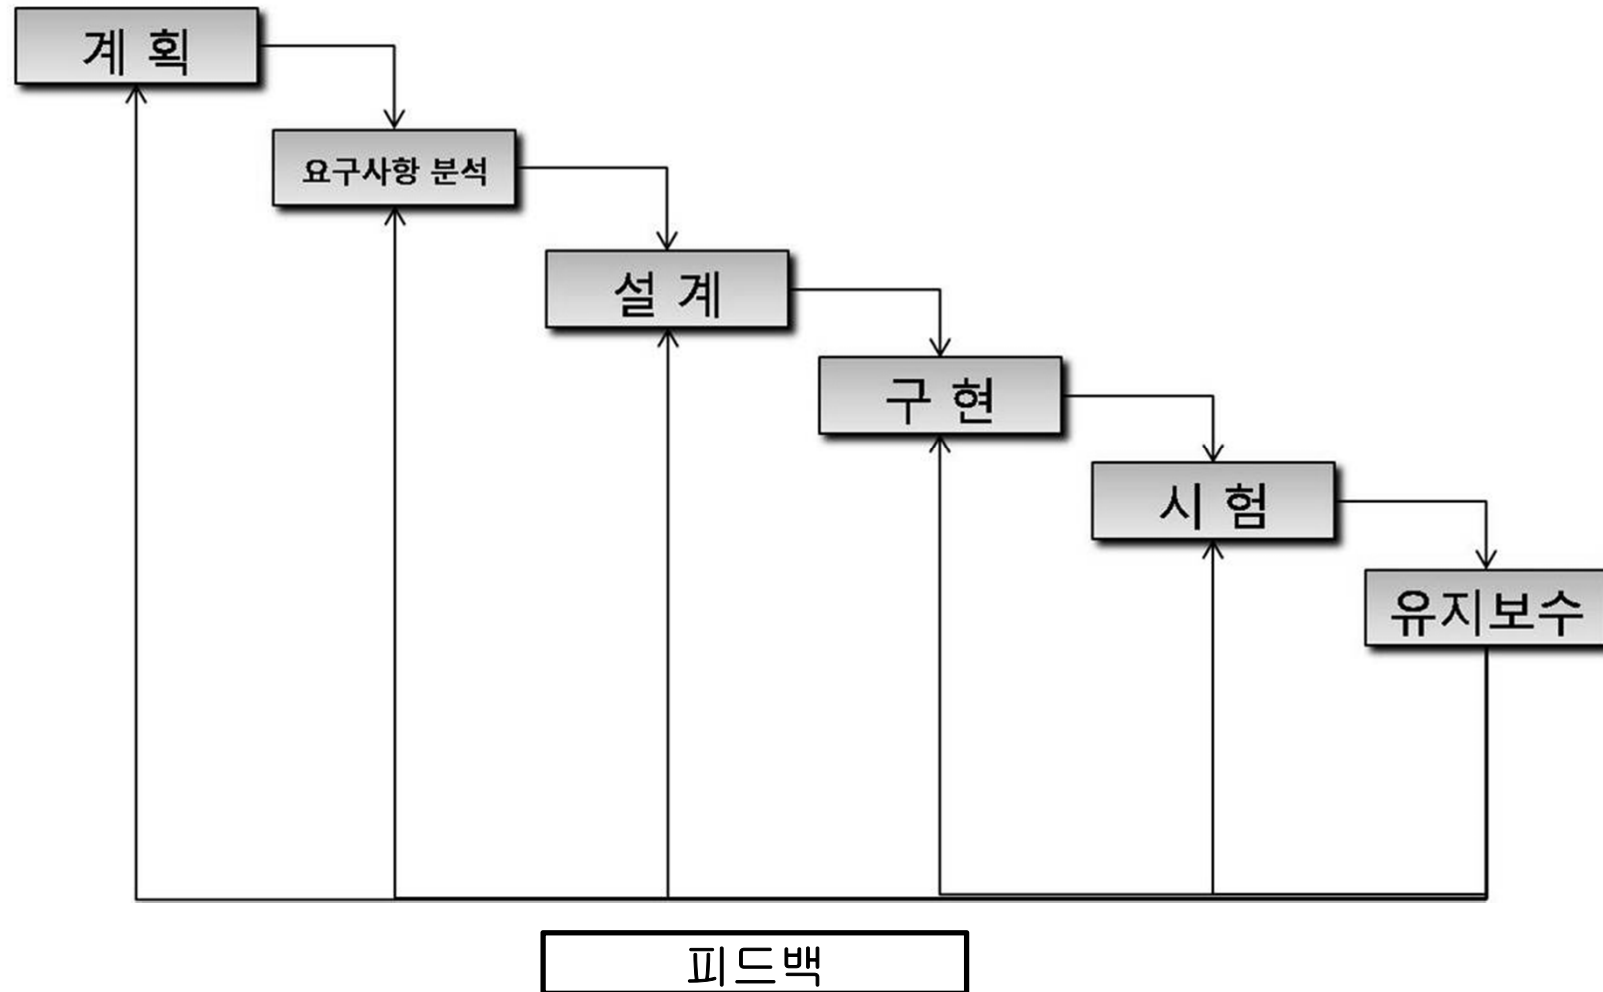 계 획
요구사항 분석
설 계
구 현
시 험
유지보수
피드백